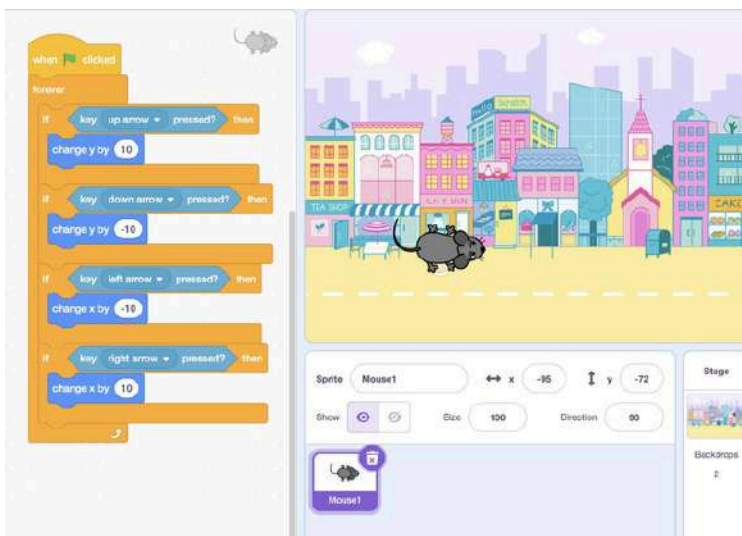 when clicked
forever
if key up arrow pressed? then
change y by 10
if key down arrow pressed? then
change y by -10
if key left arrow pressed? then
change x by -10
if key right arrow pressed? then
change x by 10
TEA SHOP
CAKE
Sprite Mouse1 x -95 y -72
Show Size 100 Direction 90
Mouse1
Stage
Backdrops
2